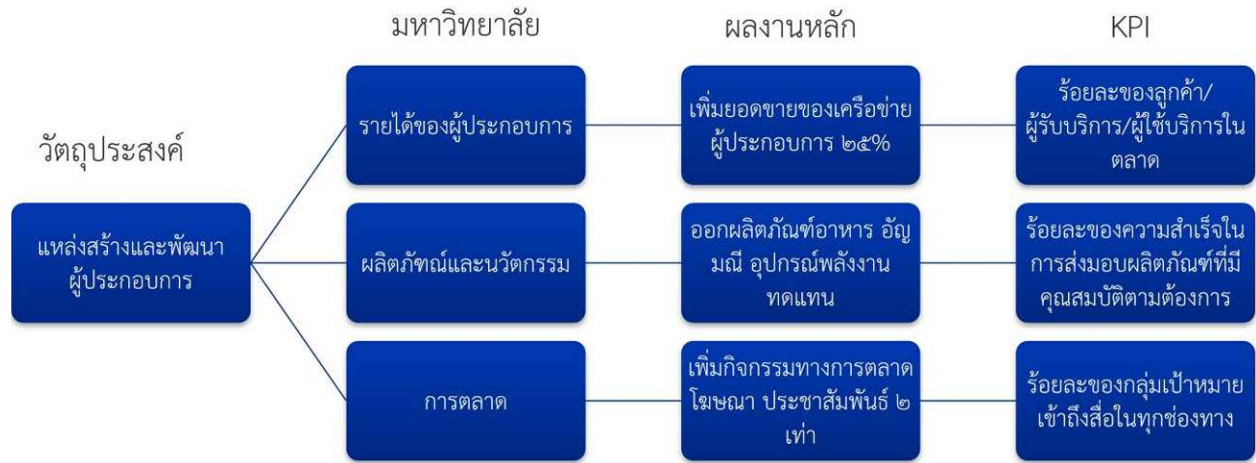 มหาวิทยาลัย
ผลงานหลัก
KPI
วัตถุประสงค์
แหล่งสร้างและพัฒนา
ผู้ประกอบการ
รายได้ของผู้ประกอบการ
เพิ่มยอดขายของเครือข่าย
ผู้ประกอบการ ๒๕%
ร้อยละของลูกค้า/
ผู้รับบริการ/ผู้ใช้บริการใน
ตลาด
ผลิตภัฑณ์และนวัตกรรม
ออกผลิตภัณฑ์อาหาร อัญ
มณี อุปกรณ์พลังงาน
ทดแทน
ร้อยละของความสำเร็จใน
การส่งมอบผลิตภัณฑ์ที่มี
คุณสมบัติตามต้องการ
การตลาด
เพิ่มกิจกรรมทางการตลาด
โฆษณา ประชาสัมพันธ์ ๒
เท่า
ร้อยละของกลุ่มเป้าหมาย
เข้าถึงสื่อในทุกช่องทาง